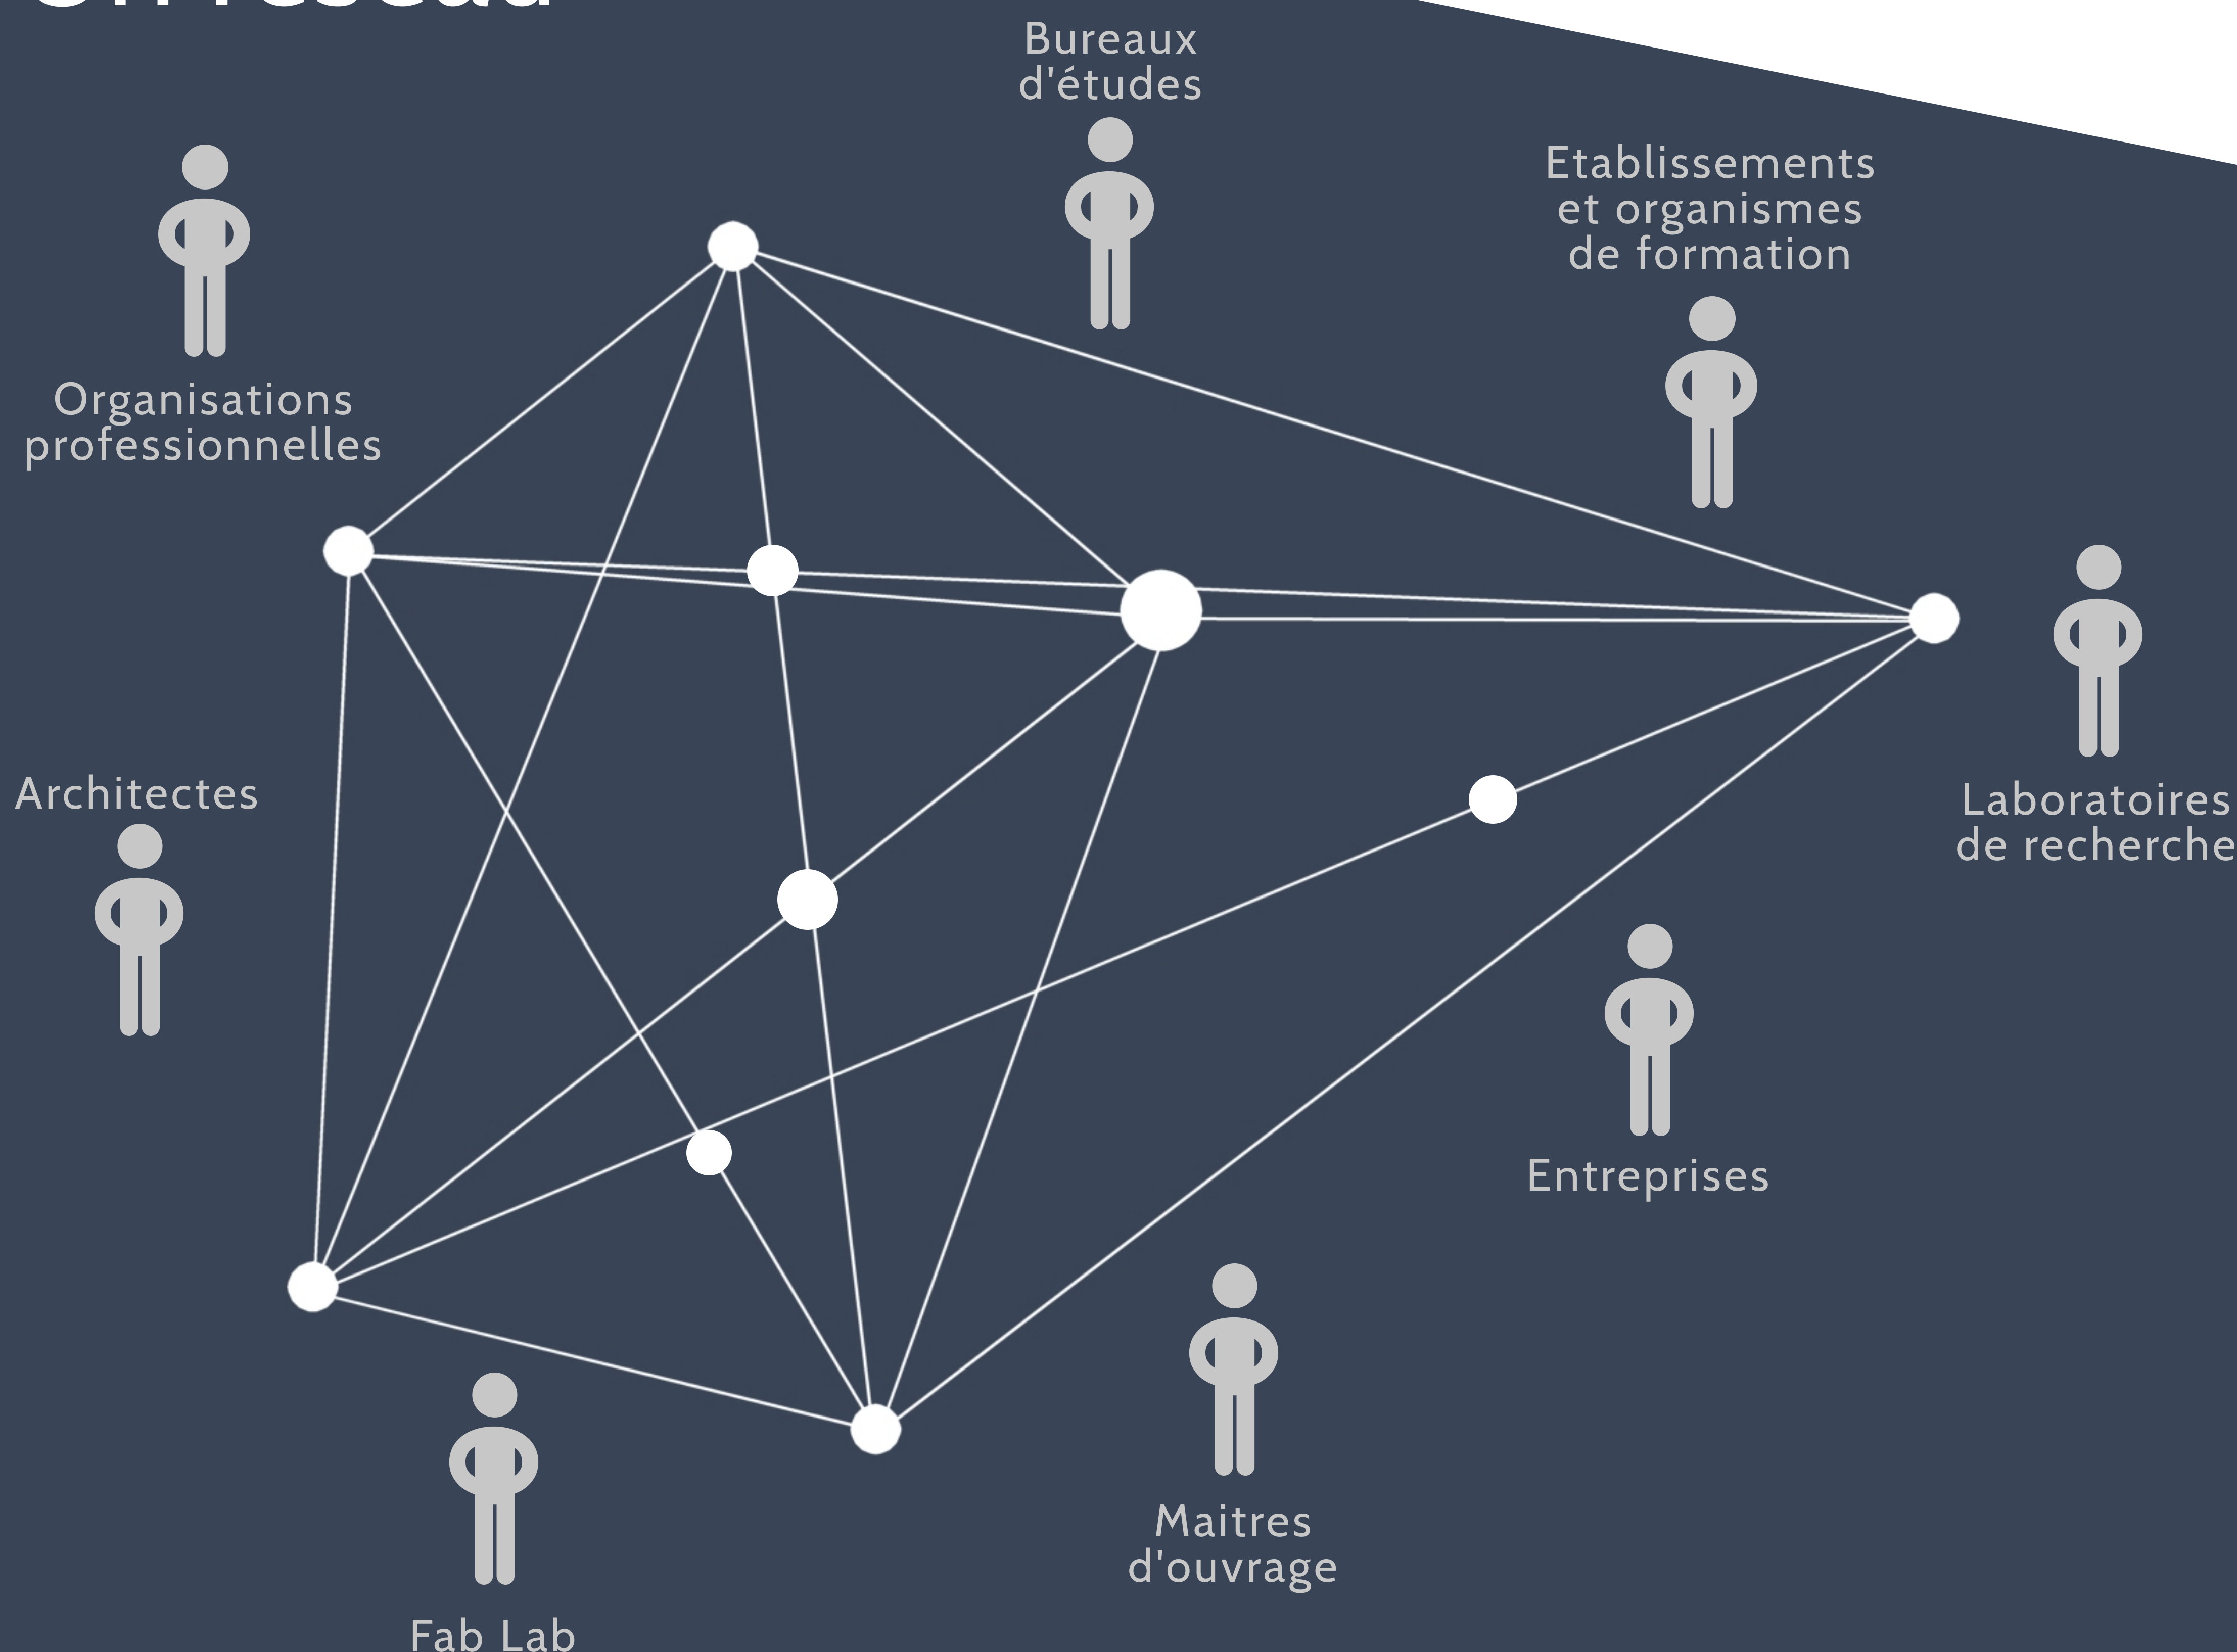 Bureaux
d'études
Etablissements
et organismes
de formation
Organisations
professionnelles
Architectes
Laboratoires
de recherche
Entreprises
Maitres
d'ouvrage
Fab Lab